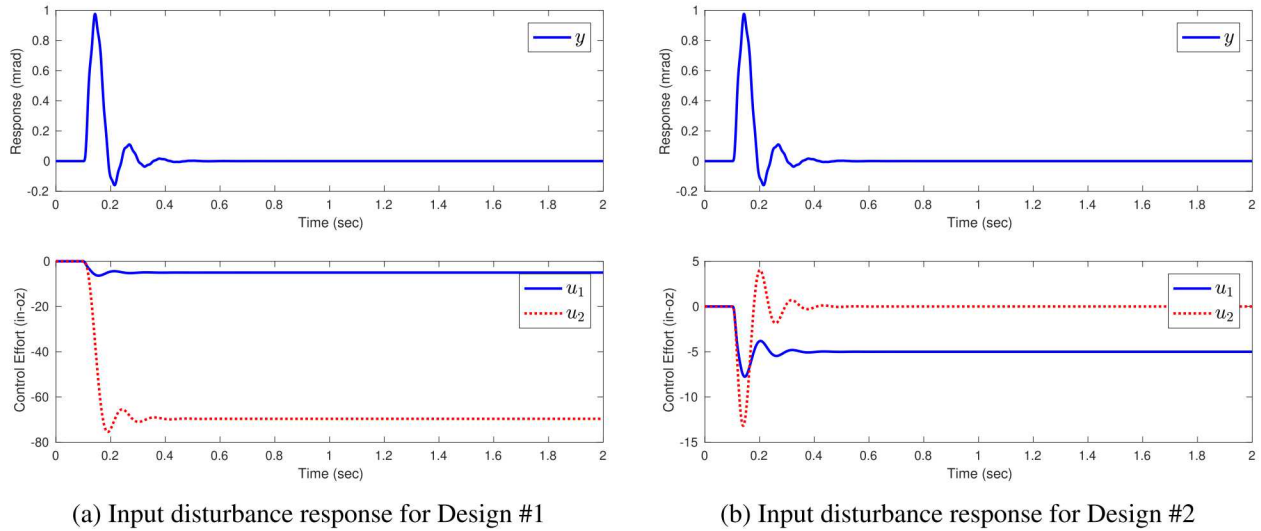 1
0.8
0.6
0.4
0.2
0
-0.2
Response (mrad)
y
0 0.2 0.4 0.6 0.8 1 1.2 1.4 1.6 1.8 2
Time (sec)
0
-20
-40
-60
-80
Control Effort (in-oz)
u1
u2
0 0.2 0.4 0.6 0.8 1 1.2 1.4 1.6 1.8 2
Time (sec)
(a) Input disturbance response for Design #1
1
0.8
0.6
0.4
0.2
0
-0.2
Response (mrad)
y
0 0.2 0.4 0.6 0.8 1 1.2 1.4 1.6 1.8 2
Time (sec)
5
0
-5
-10
-15
Control Effort (in-oz)
u1
u2
0 0.2 0.4 0.6 0.8 1 1.2 1.4 1.6 1.8 2
Time (sec)
(b) Input disturbance response for Design #2